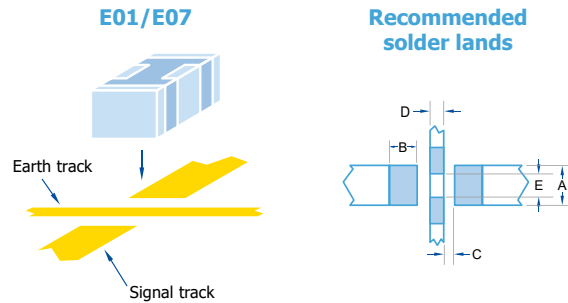 E01/E07
Recommended
solder lands
Earth track
Signal track
D
B
E
A
C